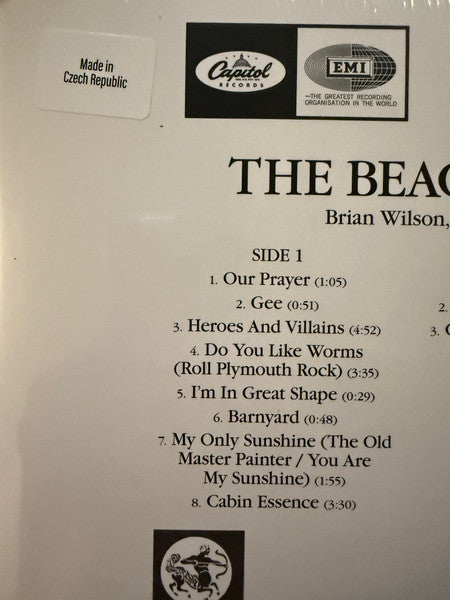 Made in
Czech Republic
Capitol
RECORDS
EMI
—THE GREATEST RECORDING
ORGANISATION IN THE WORLD
THE BEAC
Brian Wilson,
SIDE 1
1. Our Prayer (1:05)
2. Gee (0:51)
2.
3. Heroes And Villains (4:52)
3.
4. Do You Like Worms
(Roll Plymouth Rock) (3:35)
5. I'm In Great Shape (0:29)
6. Barnyard (0:48)
7. My Only Sunshine (The Old
Master Painter / You Are
My Sunshine) (1:55)
8. Cabin Essence (3:30)